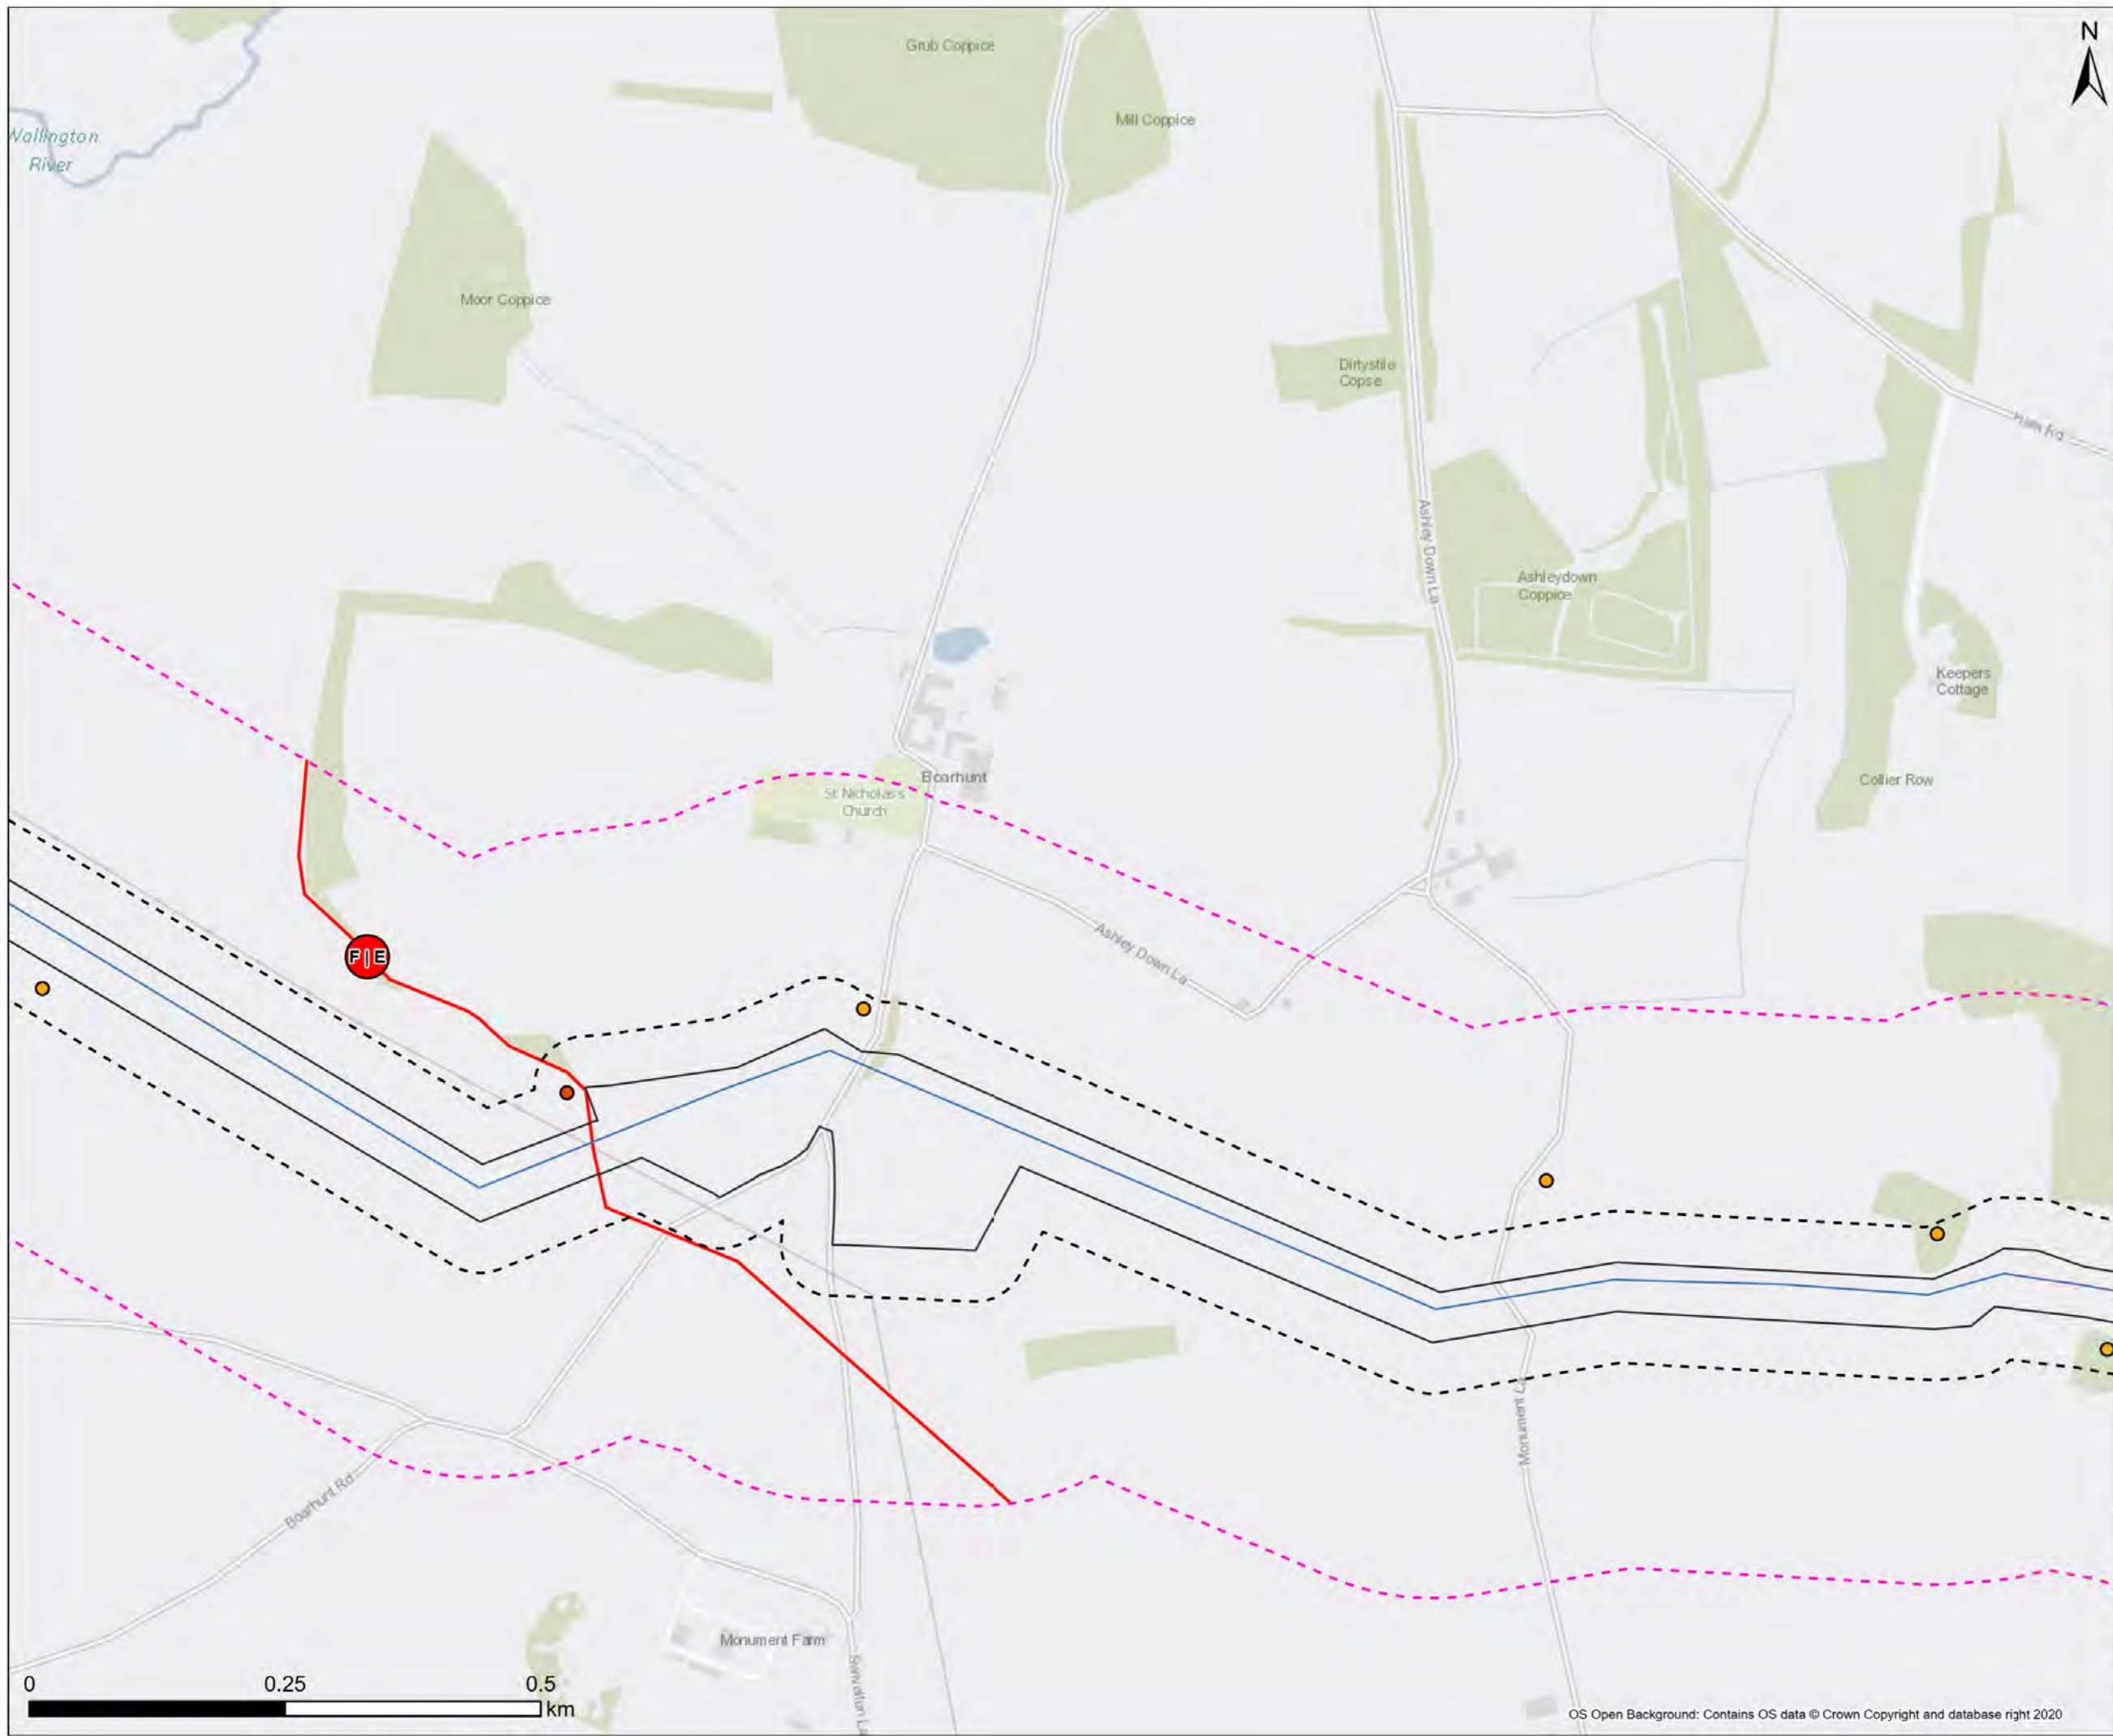 N
Grub Coppice
Mill Coppice
Wallington
River
Moor Coppice
Dirtystile
Copse
Ashley Down La
Ashleydown
Coppice
Keepers
Cottage
Collier Row
Boarhunt
St Nicholas's
Church
Ashley Down La
F | E
Monument La
Boarhunt Rd
Monument Farm
0
0.25
0.5
km
OS Open Background: Contains OS data © Crown Copyright and database right 2020